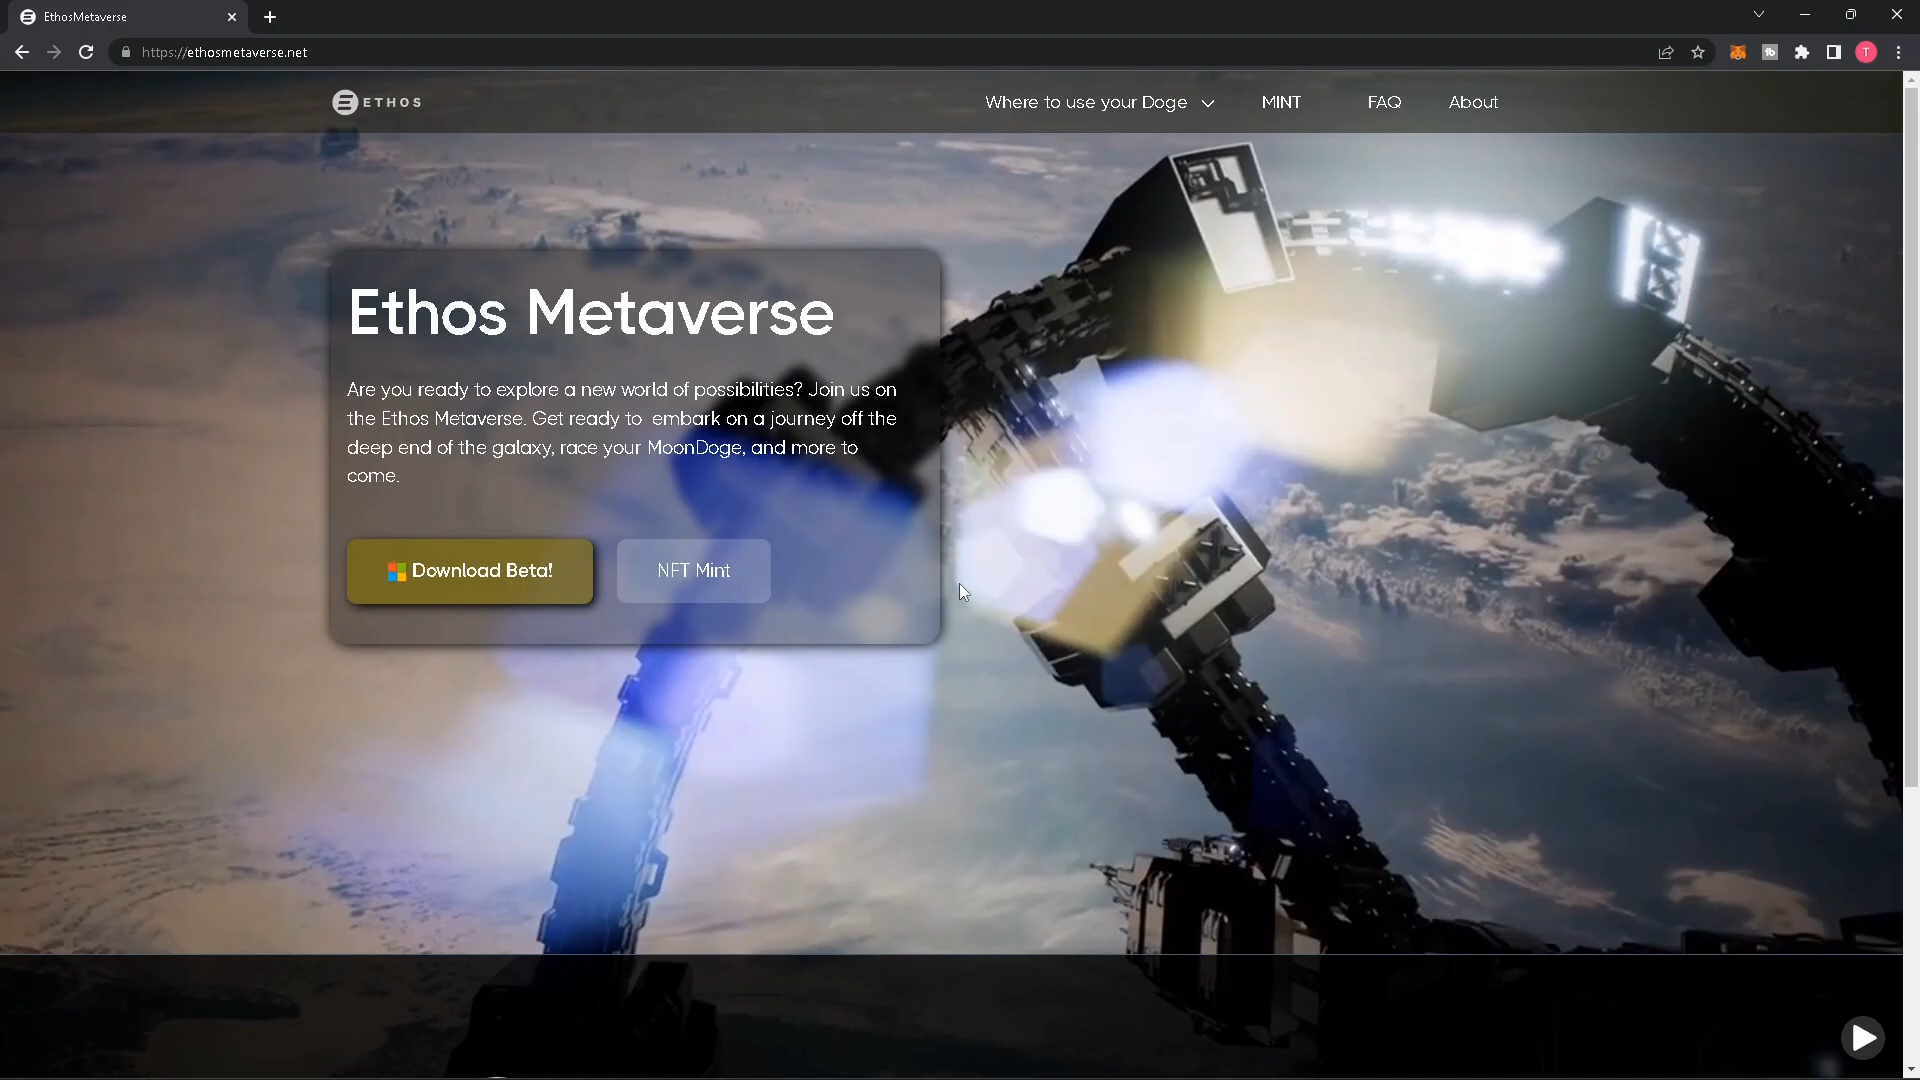 EthosMetaverse
https://ethosmetaverse.net
T
ETHOS
Where to use your Doge
MINT
FAQ
About
Ethos Metaverse
Are you ready to explore a new world of possibilities? Join us on
the Ethos Metaverse. Get ready to embark on a journey off the
deep end of the galaxy, race your MoonDoge, and more to
come.
Download Beta!
NFT Mint